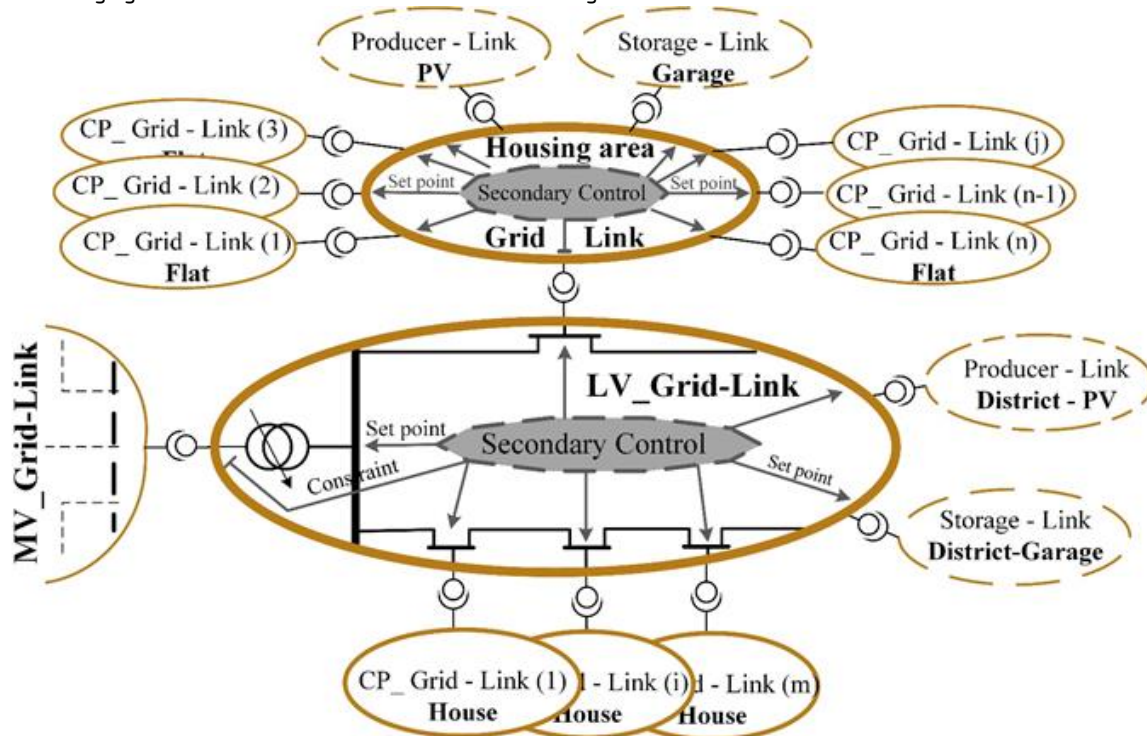 Producer - Link
PV
Storage - Link
Garage
CP_ Grid - Link (3)
CP_ Grid - Link (2)
CP_ Grid - Link (1)
Flat
Housing area
Set point
Secondary Control
Set point
Grid Link
CP_ Grid - Link (j)
CP_ Grid - Link (n-1)
CP_ Grid - Link (n)
Flat
MV_Grid-Link
LV_Grid-Link
Set point
Secondary Control
Constraint
Set point
Producer - Link
District - PV
Storage - Link
District-Garage
CP_ Grid - Link (1)
House
l - Link (i)
House
d - Link (m)
House